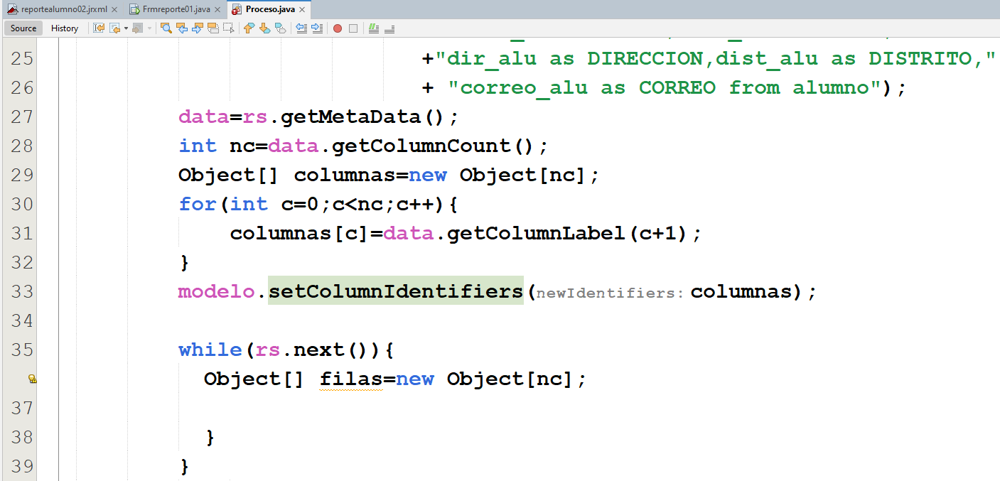 reportealumno02.jrxml Frmreporte01.java Proceso.java
Source History
25 +"dir_alu as DIRECCION,dist_alu as DISTRITO,"
26 + "correo_alu as CORREO from alumno");
27 data=rs.getMetaData();
28 int nc=data.getColumnCount();
29 Object[] columnas=new Object[nc];
30 for(int c=0;c<nc;c++){
31 columnas[c]=data.getColumnLabel(c+1);
32 }
33 modelo.setColumnIdentifiers(newIdentifiers: columnas);
34
35 while(rs.next()){
Object[] filas=new Object[nc];
37
38 }
39 }